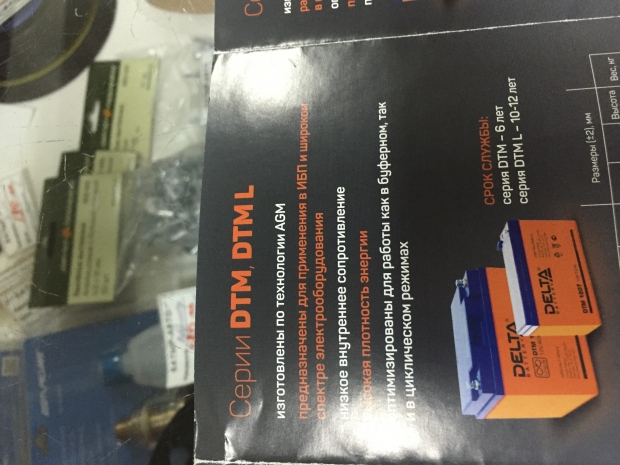 Серии DTM, DTM L
изготовлены по технологии AGM
предназначены для применения в ИБП и широком
спектре электрооборудования
низкое внутреннее сопротивление
высокая плотность энергии
оптимизированы для работы как в буферном, так
и в циклическом режимах
СРОК СЛУЖБЫ:
серия DTM – 6 лет
серия DTM L – 10-12 лет
Размеры (±2), мм
Высота
Вес, кг
DELTA
DTM
DELTA
DTM 1207